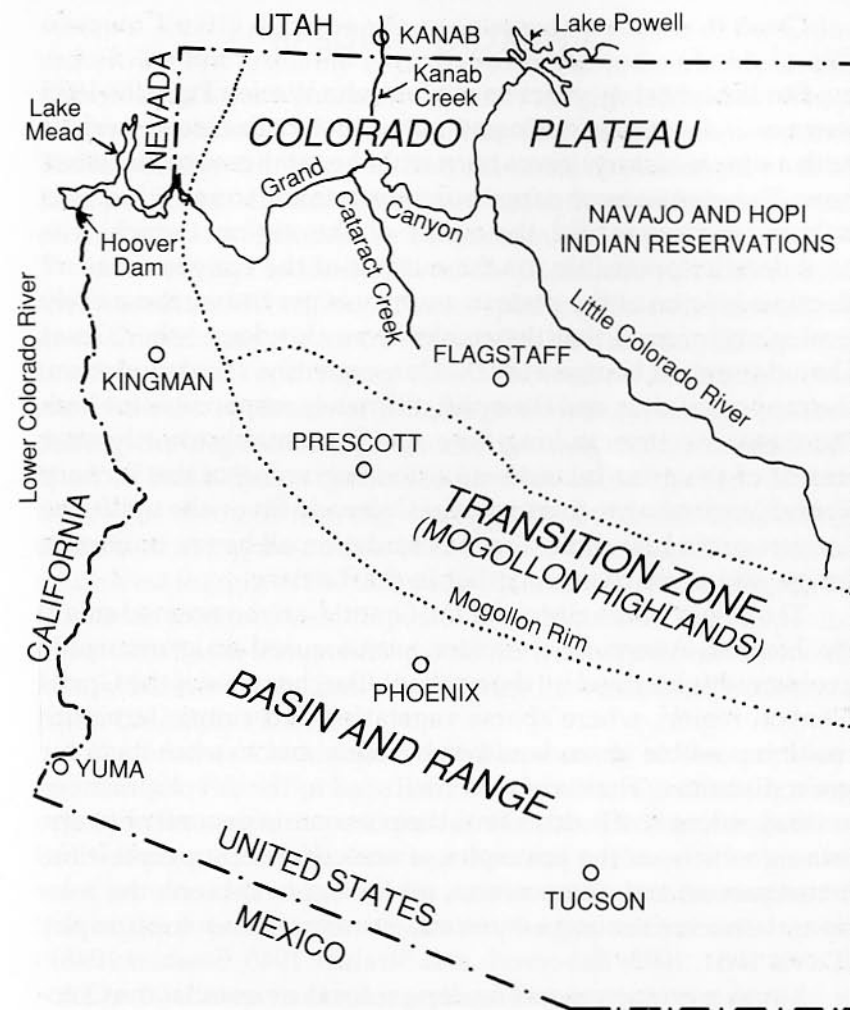 UTAH
KANAB
Lake Powell
Kanab
Creek
Lake
Mead
NEVADA
COLORADO PLATEAU
Grand
Canyon
Cataract Creek
NAVAJO AND HOPI
INDIAN RESERVATIONS
Hoover
Dam
Little Colorado River
Lower Colorado River
KINGMAN
FLAGSTAFF
PRESCOTT
TRANSITION ZONE
(MOGOLLON HIGHLANDS)
Mogollon Rim
CALIFORNIA
PHOENIX
BASIN AND RANGE
YUMA
UNITED STATES
MEXICO
TUCSON